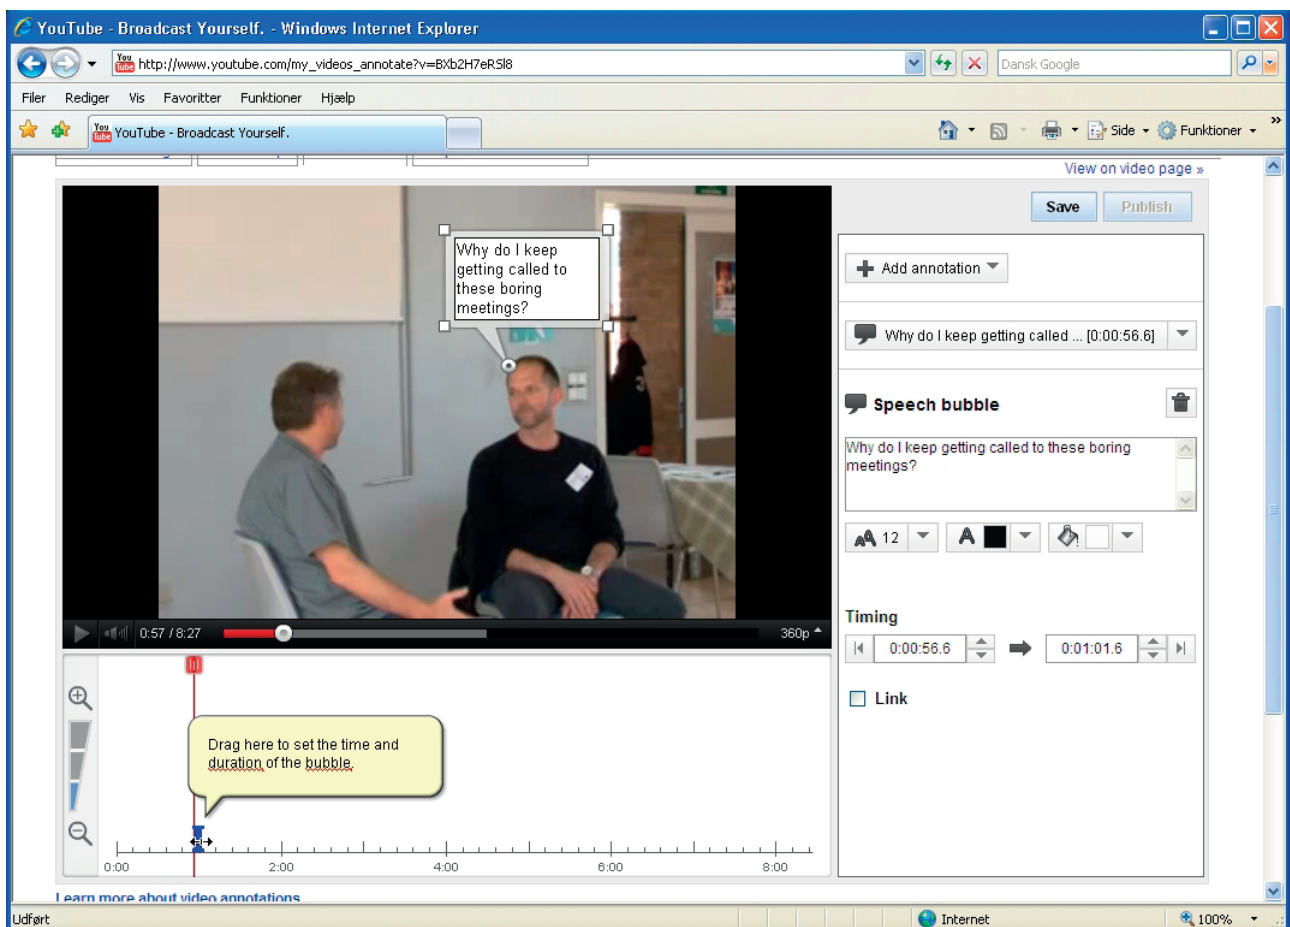 YouTube - Broadcast Yourself. - Windows Internet Explorer
You Tube http://www.youtube.com/my_videos_annotate?v=BXb2H7eRSl8
Dansk Google
Filer Rediger Vis Favoritter Funktioner Hjælp
You Tube YouTube - Broadcast Yourself.
Side Funktioner »
View on video page »
Save Publish
Why do I keep
getting called to
these boring
meetings?
Add annotation
Why do I keep getting called ... [0:00:56.6]
Speech bubble
Why do I keep getting called to these boring
meetings?
12 A
0:57 / 8:27 360p
Timing
0:00:56.6 0:01:01.6
Link
Drag here to set the time and
duration of the bubble.
0:00 2:00 4:00 6:00 8:00
Learn more about video annotations
Udført Internet 100%